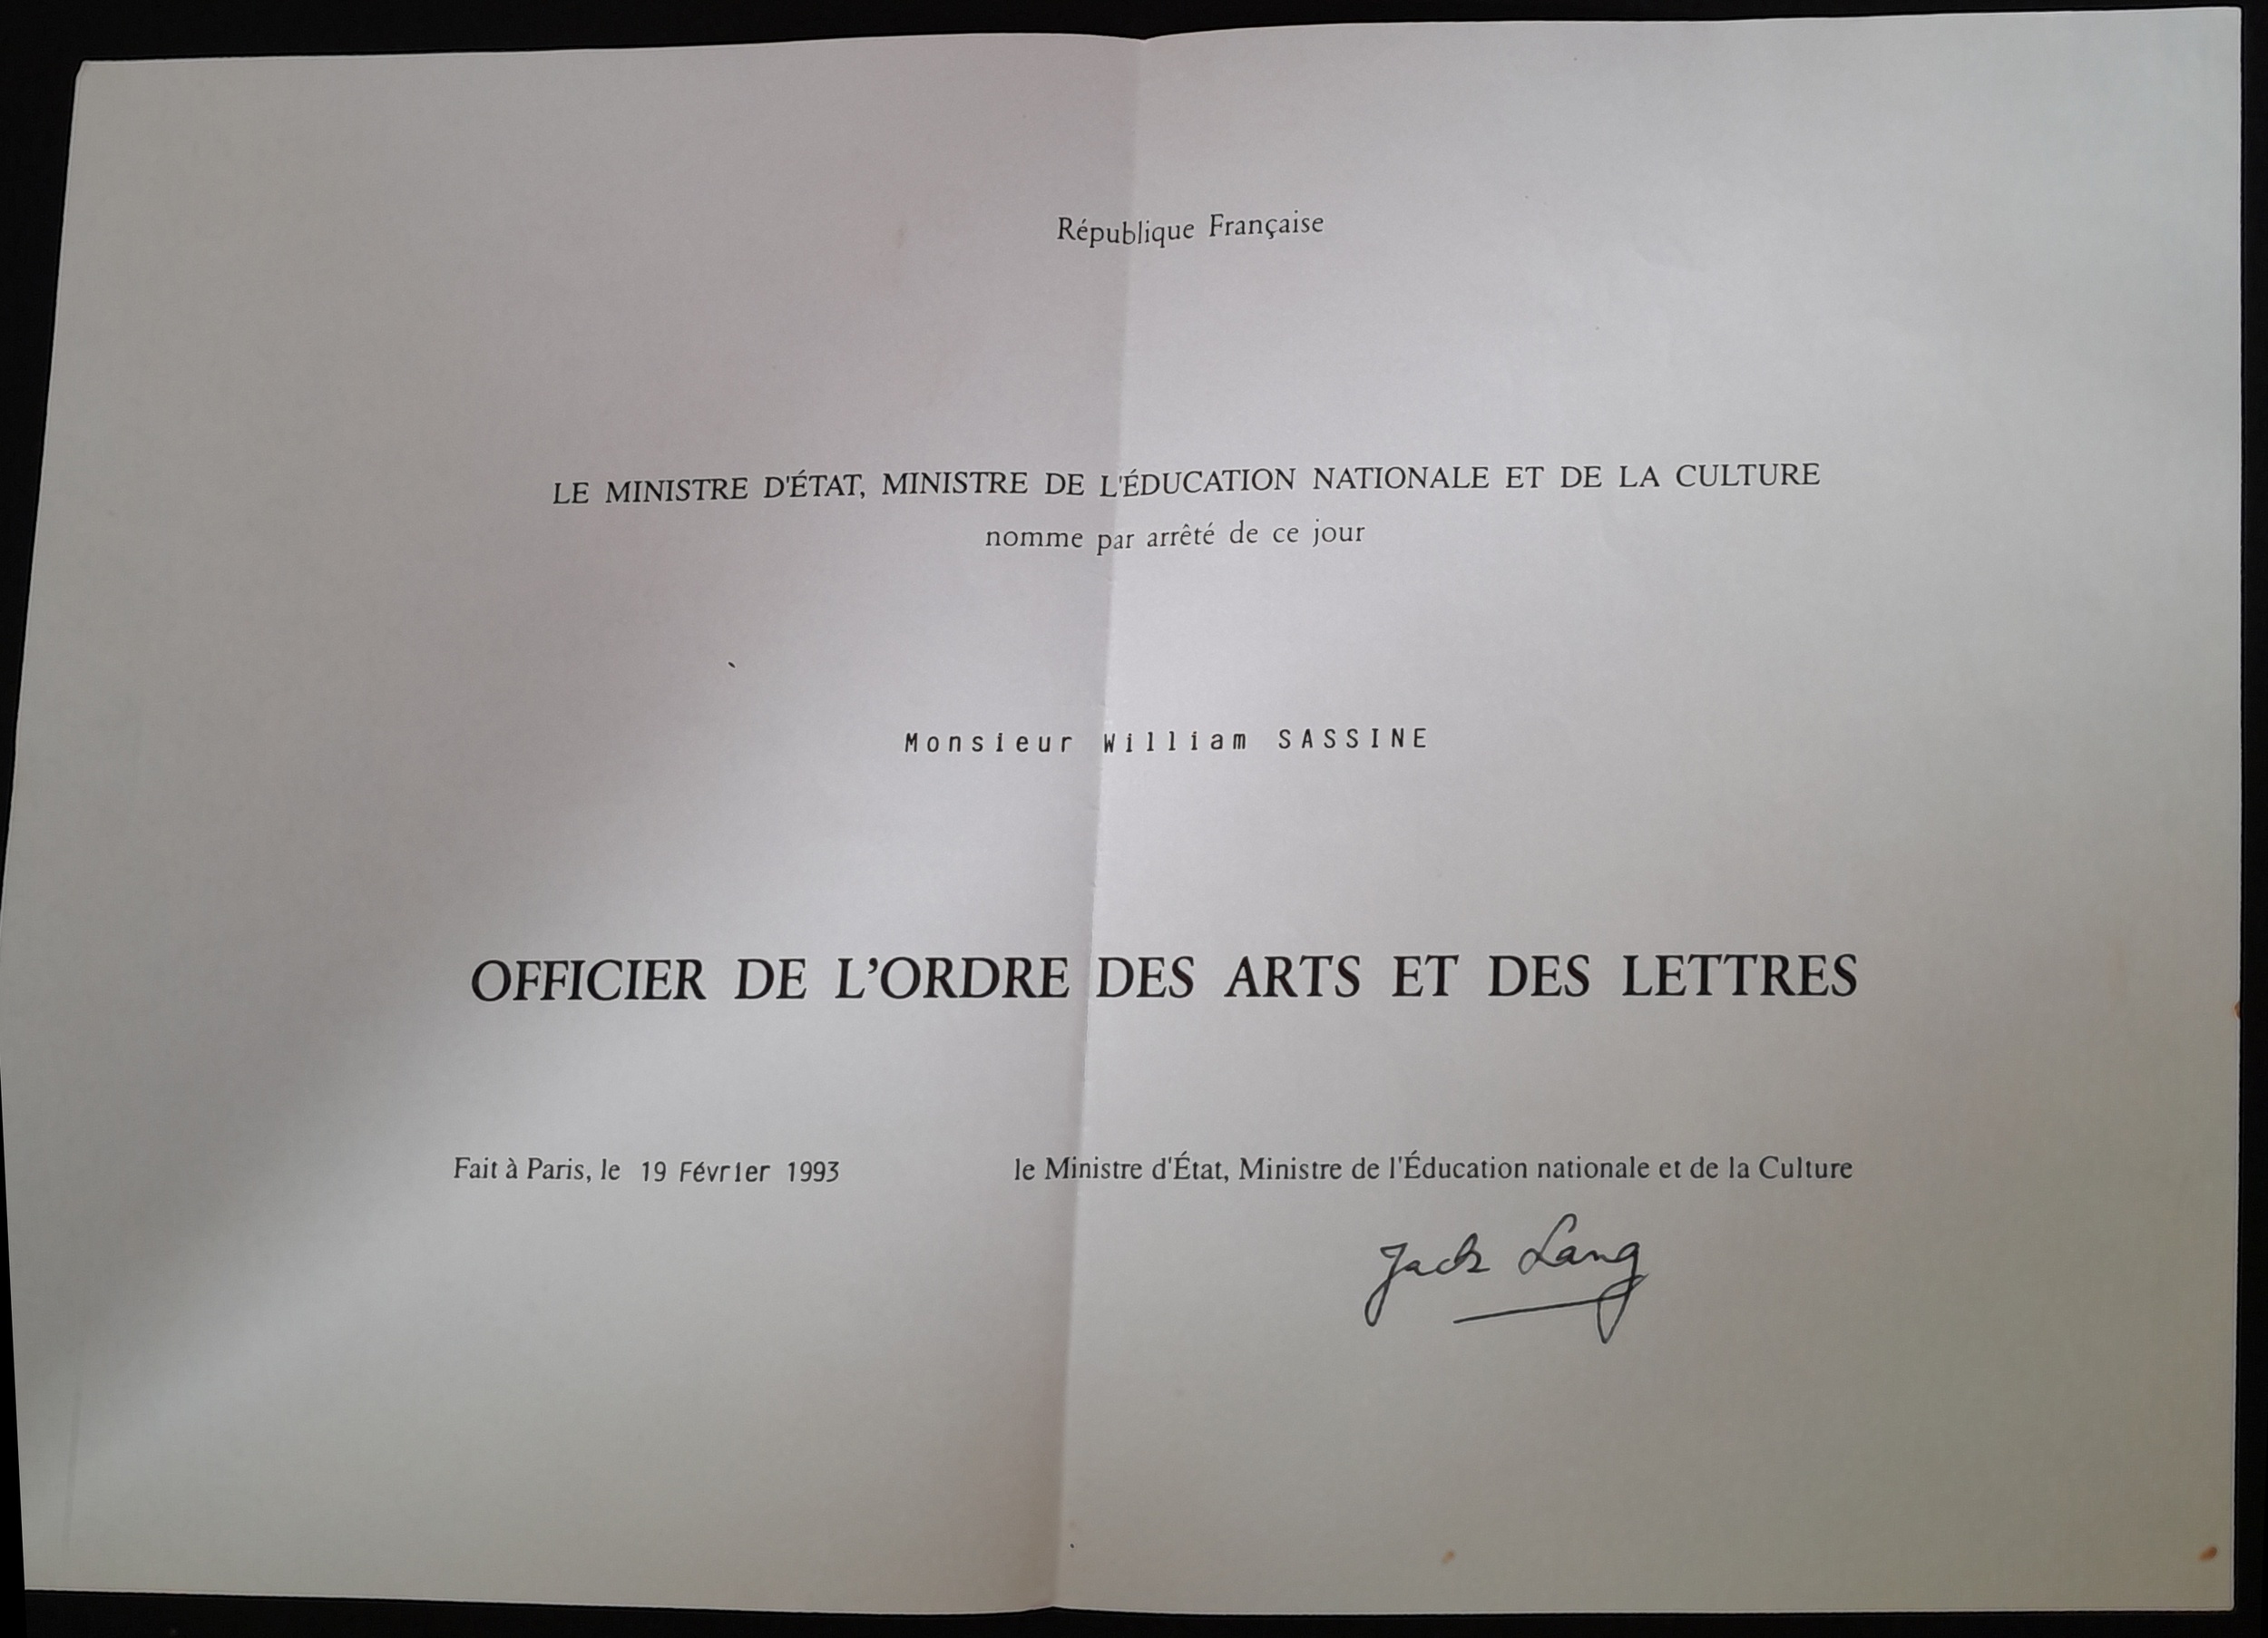 République Française
LE MINISTRE D'ÉTAT, MINISTRE DE L'ÉDUCATION NATIONALE ET DE LA CULTURE
nomme par arrêté de ce jour
Monsieur William SASSINE
OFFICIER DE L'ORDRE DES ARTS ET DES LETTRES
Fait à Paris, le 19 Février 1993 le Ministre d'État, Ministre de l'Éducation nationale et de la Culture
Jack Lang